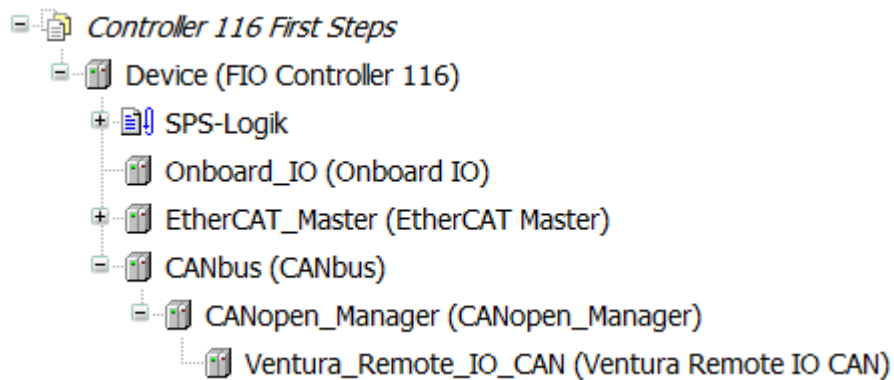 Controller 116 First Steps
Device (FIO Controller 116)
SPS-Logik
Onboard_IO (Onboard IO)
EtherCAT_Master (EtherCAT Master)
CANbus (CANbus)
CANopen_Manager (CANopen_Manager)
Ventura_Remote_IO_CAN (Ventura Remote IO CAN)